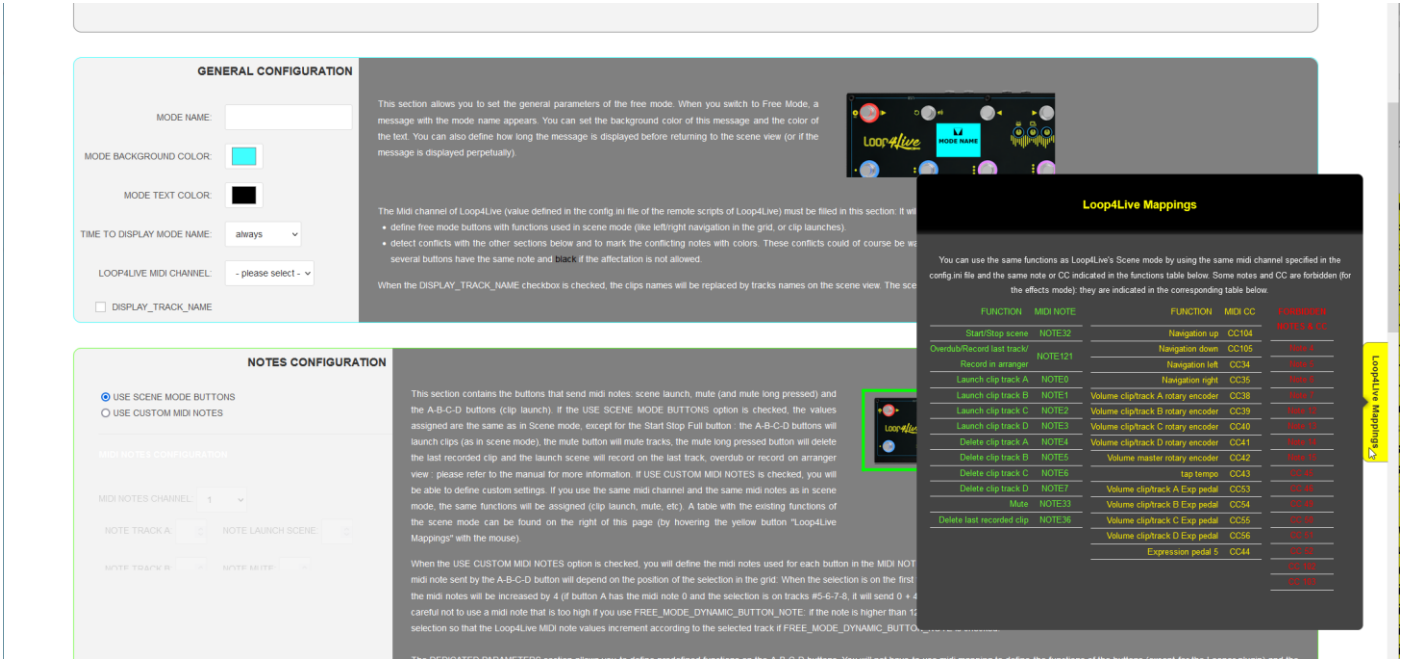 GENERAL CONFIGURATION
MODE NAME:
MODE BACKGROUND COLOR:
MODE TEXT COLOR:
TIME TO DISPLAY MODE NAME: always
LOOP4LIVE MIDI CHANNEL: - please select -
DISPLAY_TRACK_NAME
This section allows you to set the general parameters of the free mode. When you switch to Free Mode, a
message with the mode name appears. You can set the background color of this message and the color of
the text. You can also define how long the message is displayed before returning to the scene view (or if the
message is displayed perpetually).
Loop4Live
MODE NAME
The Midi channel of Loop4Live (value defined in the config ini file of the remote scripts of Loop4Live) must be filled in this section: It wil
• define free mode buttons with functions used in scene mode (like left/right navigation in the grid, or clip launches).
• detect conflicts with the other sections below and to mark the conflicting notes with colors. These conflicts could of course be wa
several buttons have the same note and black if the affectation is not allowed.
When the DISPLAY_TRACK_NAME checkbox is checked, the clips names will be replaced by tracks names on the scene view. The sce
NOTES CONFIGURATION
USE SCENE MODE BUTTONS
USE CUSTOM MIDI NOTES
MIDI NOTES CONFIGURATION
MIDI NOTES CHANNEL: 1
NOTE TRACK A: NOTE LAUNCH SCENE:
NOTE TRACK B: NOTE MUTE:
This section contains the buttons that send midi notes: scene launch, mute (and mute long pressed) and
the A-B-C-D buttons (clip launch). If the USE SCENE MODE BUTTONS option is checked, the values
assigned are the same as in Scene mode, except for the Start Stop Full button : the A-B-C-D buttons will
launch clips (as in scene mode), the mute button will mute tracks, the mute long pressed button will delete
the last recorded clip and the launch scene will record on the last track, overdub or record on arranger
view : please refer to the manual for more information. If USE CUSTOM MIDI NOTES is checked, you will
be able to define custom settings. If you use the same midi channel and the same midi notes as in scene
mode, the same functions will be assigned (clip launch, mute, etc). A table with the existing functions of
the scene mode can be found on the right of this page (by hovering the yellow button "Loop4Live
Mappings" with the mouse).
When the USE CUSTOM MIDI NOTES option is checked, you will define the midi notes used for each button in the MIDI NOT
midi note sent by the A-B-C-D button will depend on the position of the selection in the grid: When the selection is on the first
the midi notes will be increased by 4 (if button A has the midi note 0 and the selection is on tracks #5-6-7-8, it will send 0 + 4
careful not to use a midi note that is too high if you use FREE_MODE_DYNAMIC_BUTTON_NOTE: if the note is higher than 12
selection so that the Loop4Live MIDI note values increment according to the selected track if FREE_MODE_DYNAMIC_BUTTON
Loop4Live Mappings
You can use the same functions as Loop4Live's Scene mode by using the same midi channel specified in the
config.ini file and the same note or CC indicated in the functions table below. Some notes and CC are forbidden (for
the effects mode): they are indicated in the corresponding table below.
FUNCTION MIDI NOTE
Start/Stop scene NOTE32
Overdub/Record last track/
Record in arranger NOTE121
Launch clip track A NOTE0
Launch clip track B NOTE1
Launch clip track C NOTE2
Launch clip track D NOTE3
Delete clip track A NOTE4
Delete clip track B NOTE5
Delete clip track C NOTE6
Delete clip track D NOTE7
Mute NOTE33
Delete last recorded clip NOTE36
FUNCTION MIDI CC
Navigation up CC104
Navigation down CC105
Navigation left CC34
Navigation right CC35
Volume clip/track A rotary encoder CC38
Volume clip/track B rotary encoder CC39
Volume clip/track C rotary encoder CC40
Volume clip/track D rotary encoder CC41
Volume master rotary encoder CC42
tap tempo CC43
Volume clip/track A Exp pedal CC53
Volume clip/track B Exp pedal CC54
Volume clip/track C Exp pedal CC55
Volume clip/track D Exp pedal CC56
Expression pedal 5 CC44
Loop4Live Mappings